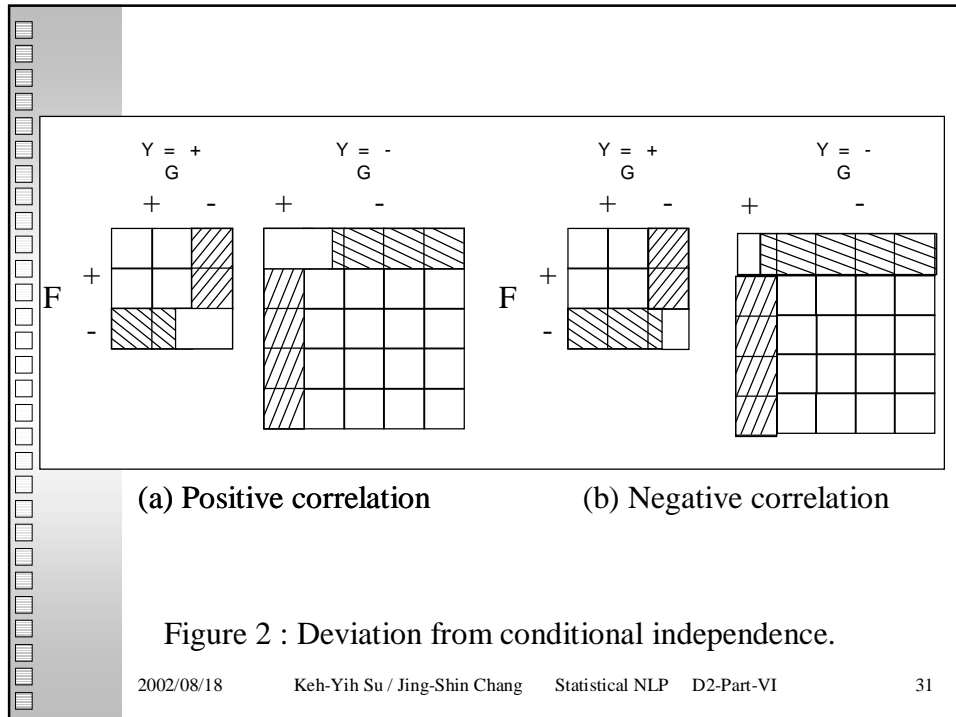 Y = + Y = - Y = + Y = -
G G G G
+ - + - + - + -
+ +
F F
- -
(a) Positive correlation (b) Negative correlation
Figure 2 : Deviation from conditional independence.
2002/08/18 Keh-Yih Su / Jing-Shin Chang Statistical NLP D2-Part-VI 31